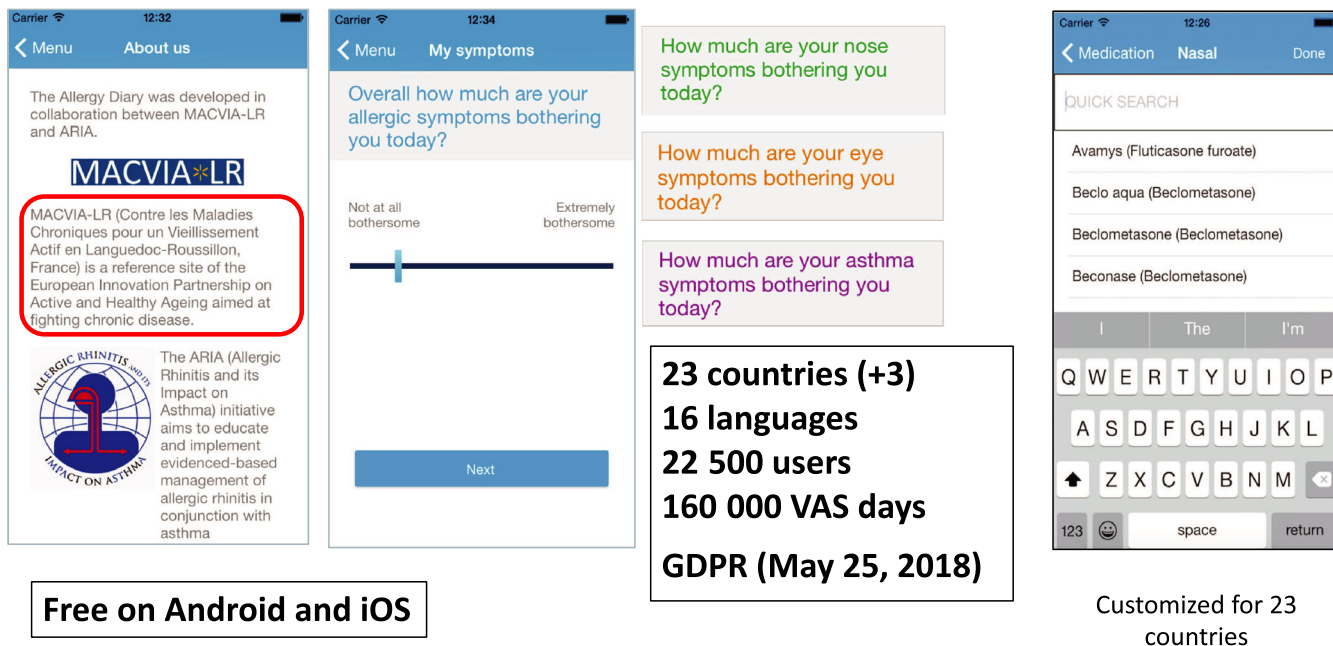 Carrier 12:32
Menu About us
The Allergy Diary was developed in
collaboration between MACVIA-LR
and ARIA.
MACVIA LR
MACVIA-LR (Contre les Maladies
Chroniques pour un Vieillissement
Actif en Languedoc-Roussillon,
France) is a reference site of the
European Innovation Partnership on
Active and Healthy Ageing aimed at
fighting chronic disease.
ALLERGIC RHINITIS AND ITS
IMPACT ON ASTHMA
The ARIA (Allergic
Rhinitis and its
Impact on
Asthma) initiative
aims to educate
and implement
evidenced-based
management of
allergic rhinitis in
conjunction with
asthma
Free on Android and iOS
Carrier 12:34
Menu My symptoms
Overall how much are your
allergic symptoms bothering
you today?
Not at all
bothersome
Extremely
bothersome
Next
How much are your nose
symptoms bothering you
today?
How much are your eye
symptoms bothering you
today?
How much are your asthma
symptoms bothering you
today?
23 countries (+3)
16 languages
22 500 users
160 000 VAS days
GDPR (May 25, 2018)
Carrier 12:26
Medication Nasal Done
QUICK SEARCH
Avamys (Fluticasone furoate)
Beclo aqua (Beclometasone)
Beclometasone (Beclometasone)
Beconase (Beclometasone)
I The I'm
Q W E R T Y U I O P
A S D F G H J K L
Z X C V B N M
123 space return
Customized for 23
countries